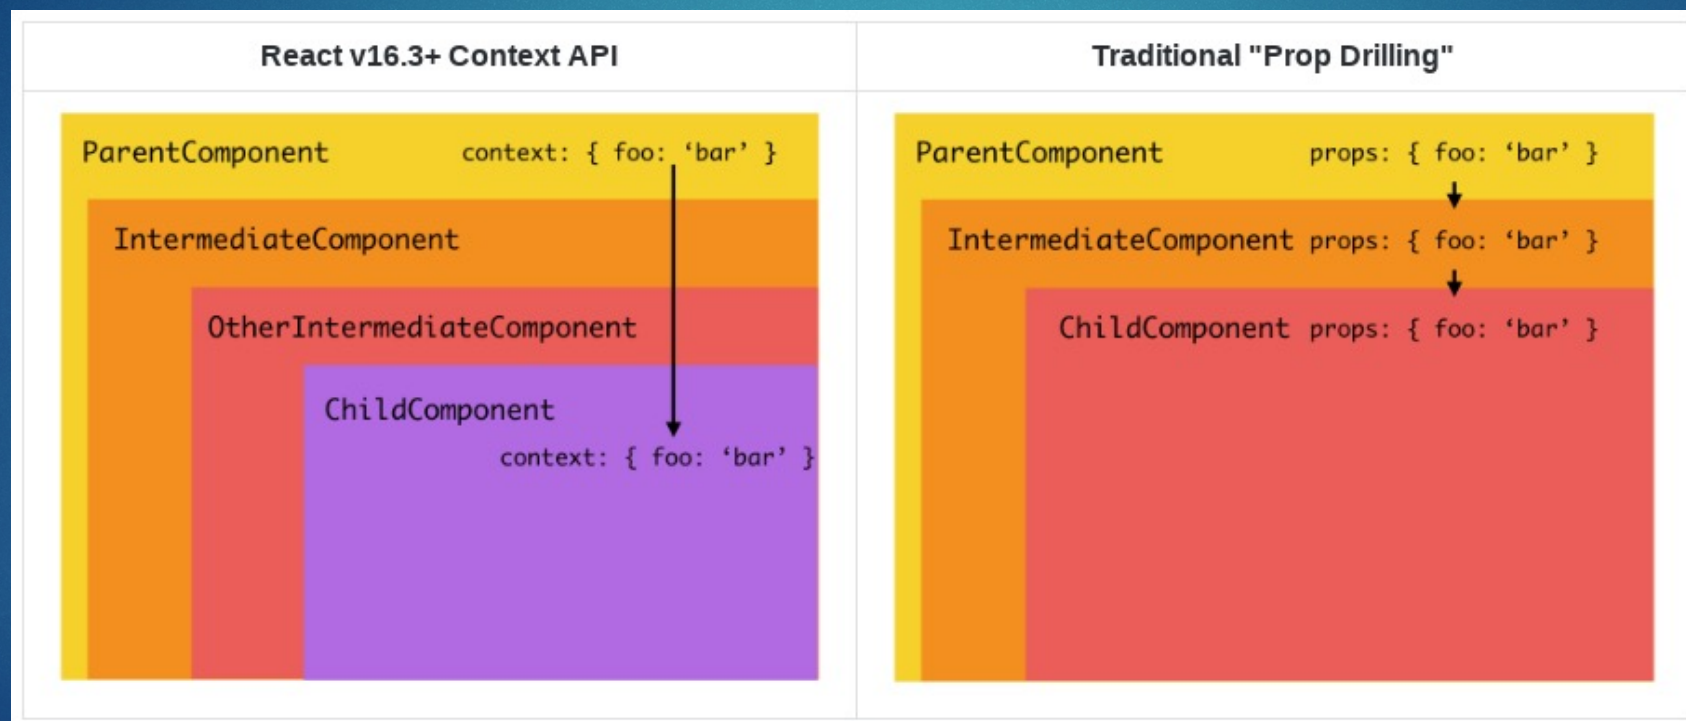 React v16.3+ Context API
Traditional "Prop Drilling"
ParentComponent context: { foo: ‘bar’ }
IntermediateComponent
OtherIntermediateComponent
ChildComponent
context: { foo: ‘bar’ }
ParentComponent props: { foo: ‘bar’ }
IntermediateComponent props: { foo: ‘bar’ }
ChildComponent props: { foo: ‘bar’ }